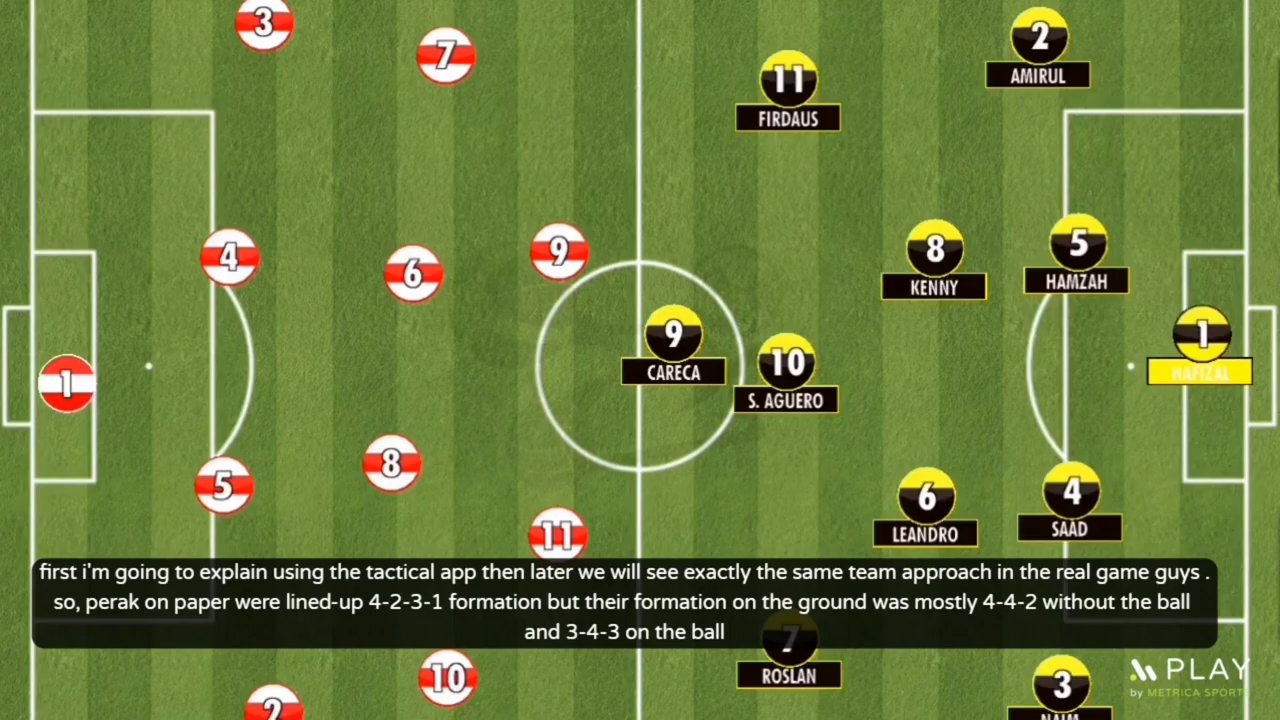 3
7
2
AMIRUL
11
FIRDAUS
4
6
9
8
KENNY
5
HAMZAH
1
9
CARECA
10
S. AGUERO
1
HAFIZAL
5
8
11
6
LEANDRO
4
SAAD
first i'm going to explain using the tactical app then later we will see exactly the same team approach in the real game guys .
so, perak on paper were lined-up 4-2-3-1 formation but their formation on the ground was mostly 4-4-2 without the ball
and 3-4-3 on the ball
7
ROSLAN
2
10
3
NAIM
PLAY
by METRICA SPORTS